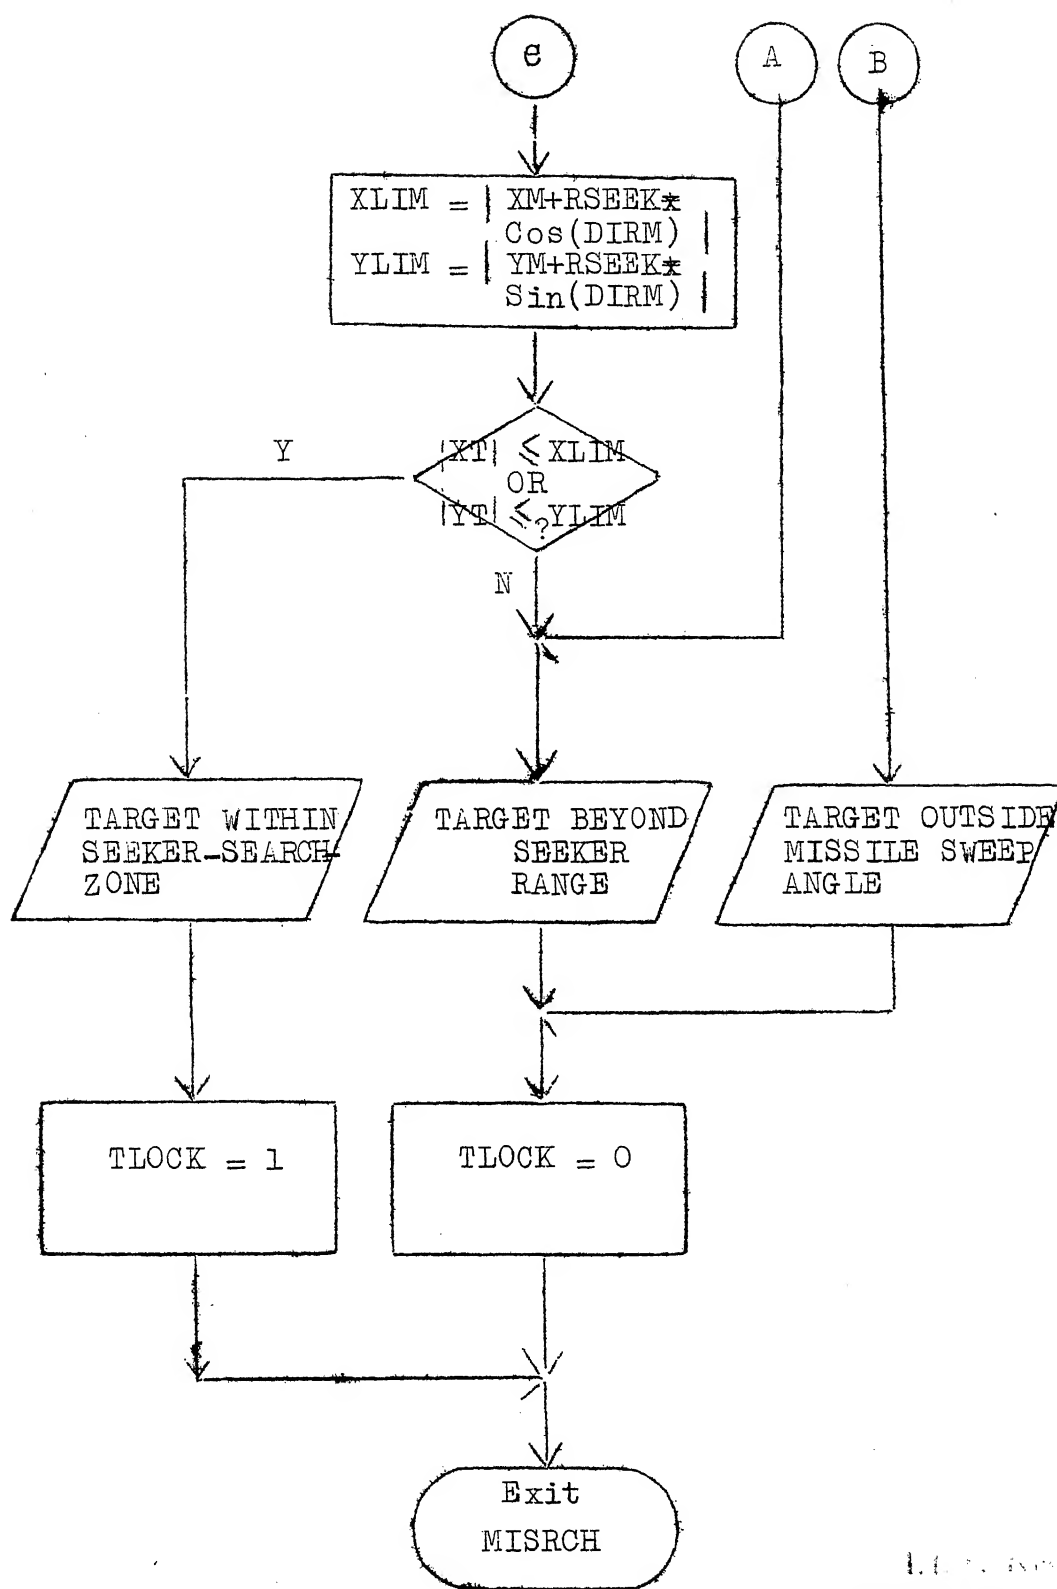 C
A
B
XLIM = | XM+RSEEK*
Cos(DIRM) |
YLIM = | YM+RSEEK*
Sin(DIRM) |
|XT| ≤ XLIM
OR
|YT| ≤ YLIM
?
Y
N
TARGET WITHIN
SEEKER-SEARCH-
ZONE
TARGET BEYOND
SEEKER
RANGE
TARGET OUTSIDE
MISSILE SWEEP
ANGLE
TLOCK = 1
TLOCK = 0
Exit
MISRCH